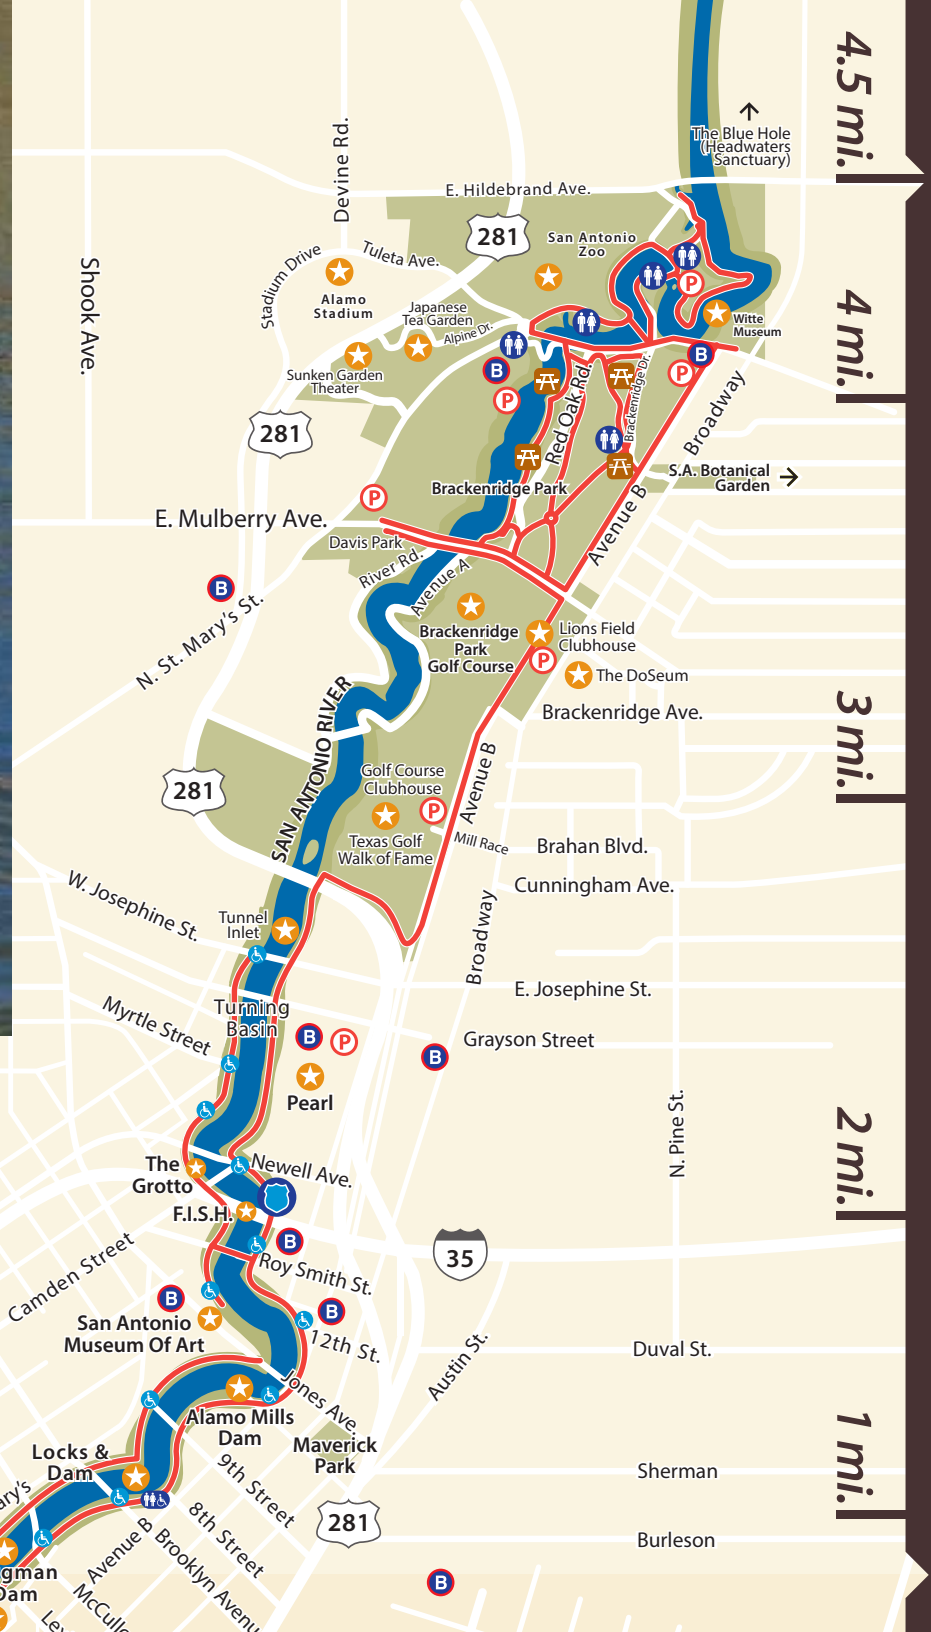 4.5 mi.
The Blue Hole
(Headwaters
Sanctuary)
Devine Rd.
E. Hildebrand Ave.
281
San Antonio
Zoo
Stadium Drive
Tuleta Ave.
Shook Ave.
Alamo
Stadium
Japanese
Tea Garden
Alpine Dr.
P
Witte
Museum
4 mi.
Sunken Garden
Theater
B
P
B
P
Red Oak Rd.
Brackenridge Dr.
Broadway
281
S.A. Botanical
Garden
Brackenridge Park
P
E. Mulberry Ave.
Davis Park
River Rd.
Avenue A
Avenue B
B
N. St. Mary's St.
Brackenridge
Park
Golf Course
Lions Field
Clubhouse
P
The DoSeum
Brackenridge Ave.
3 mi.
SAN ANTONIO RIVER
281
Golf Course
Clubhouse
P
Avenue B
Texas Golf
Walk of Fame
Mill Race
Brahan Blvd.
Cunningham Ave.
W. Josephine St.
Tunnel
Inlet
Broadway
E. Josephine St.
Myrtle Street
Turning
Basin
B
P
Grayson Street
B
Pearl
N. Pine St.
2 mi.
The
Grotto
Newell Ave.
F.I.S.H.
B
35
Camden Street
Roy Smith St.
B
B
San Antonio
Museum Of Art
12th St.
Austin St.
Duval St.
Jones Ave.
Alamo Mills
Dam
Maverick
Park
1 mi.
Locks &
Dam
9th Street
Sherman
ary's
8th Street
281
Burleson
Avenue B
Brooklyn Avenu
gman
Dam
McCullo
Lex
B